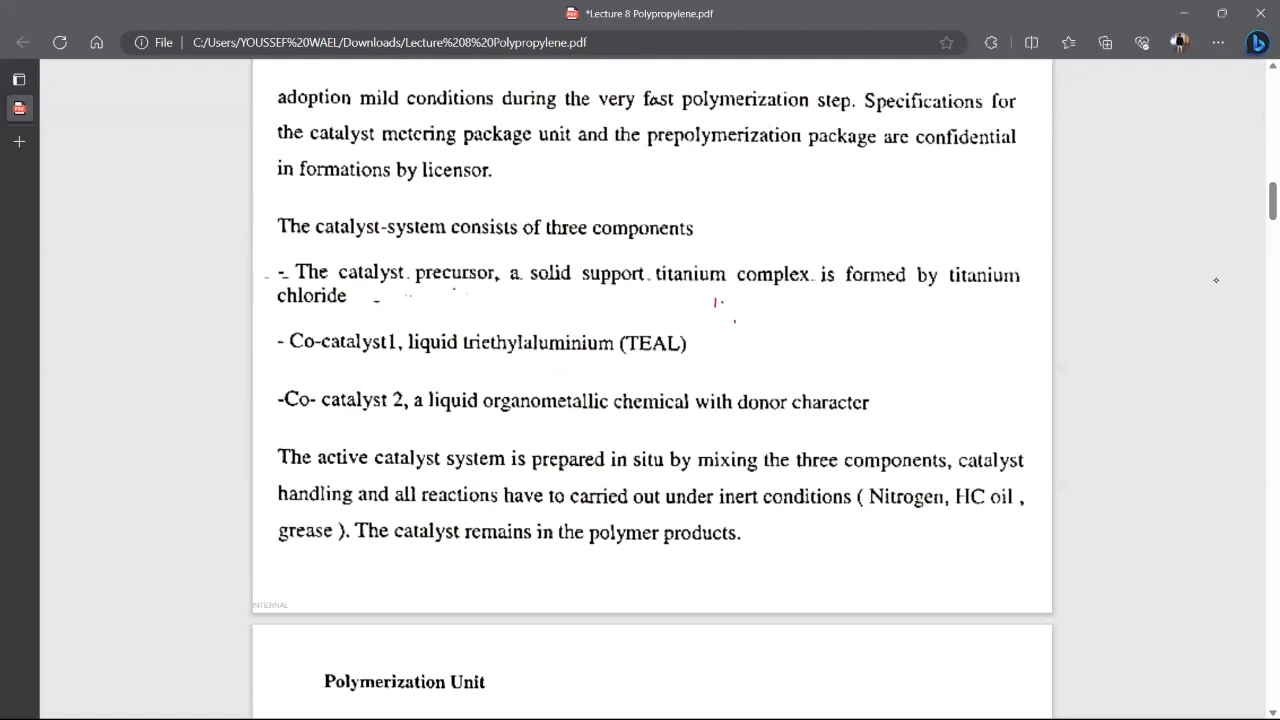 *Lecture 8 Polypropylene.pdf
File C:/Users/YOUSSEF%20WAEL/Downloads/Lecture%208%20Polypropylene.pdf
adoption mild conditions during the very fast polymerization step. Specifications for
the catalyst metering package unit and the prepolymerization package are confidential
in formations by licensor.
The catalyst-system consists of three components
- The catalyst precursor, a solid support titanium complex is formed by titanium
chloride
- Co-catalyst1, liquid triethylaluminium (TEAL)
-Co- catalyst 2, a liquid organometallic chemical with donor character
The active catalyst system is prepared in situ by mixing the three components, catalyst
handling and all reactions have to carried out under inert conditions ( Nitrogen, HC oil ,
grease ). The catalyst remains in the polymer products.
INTERNAL
Polymerization Unit